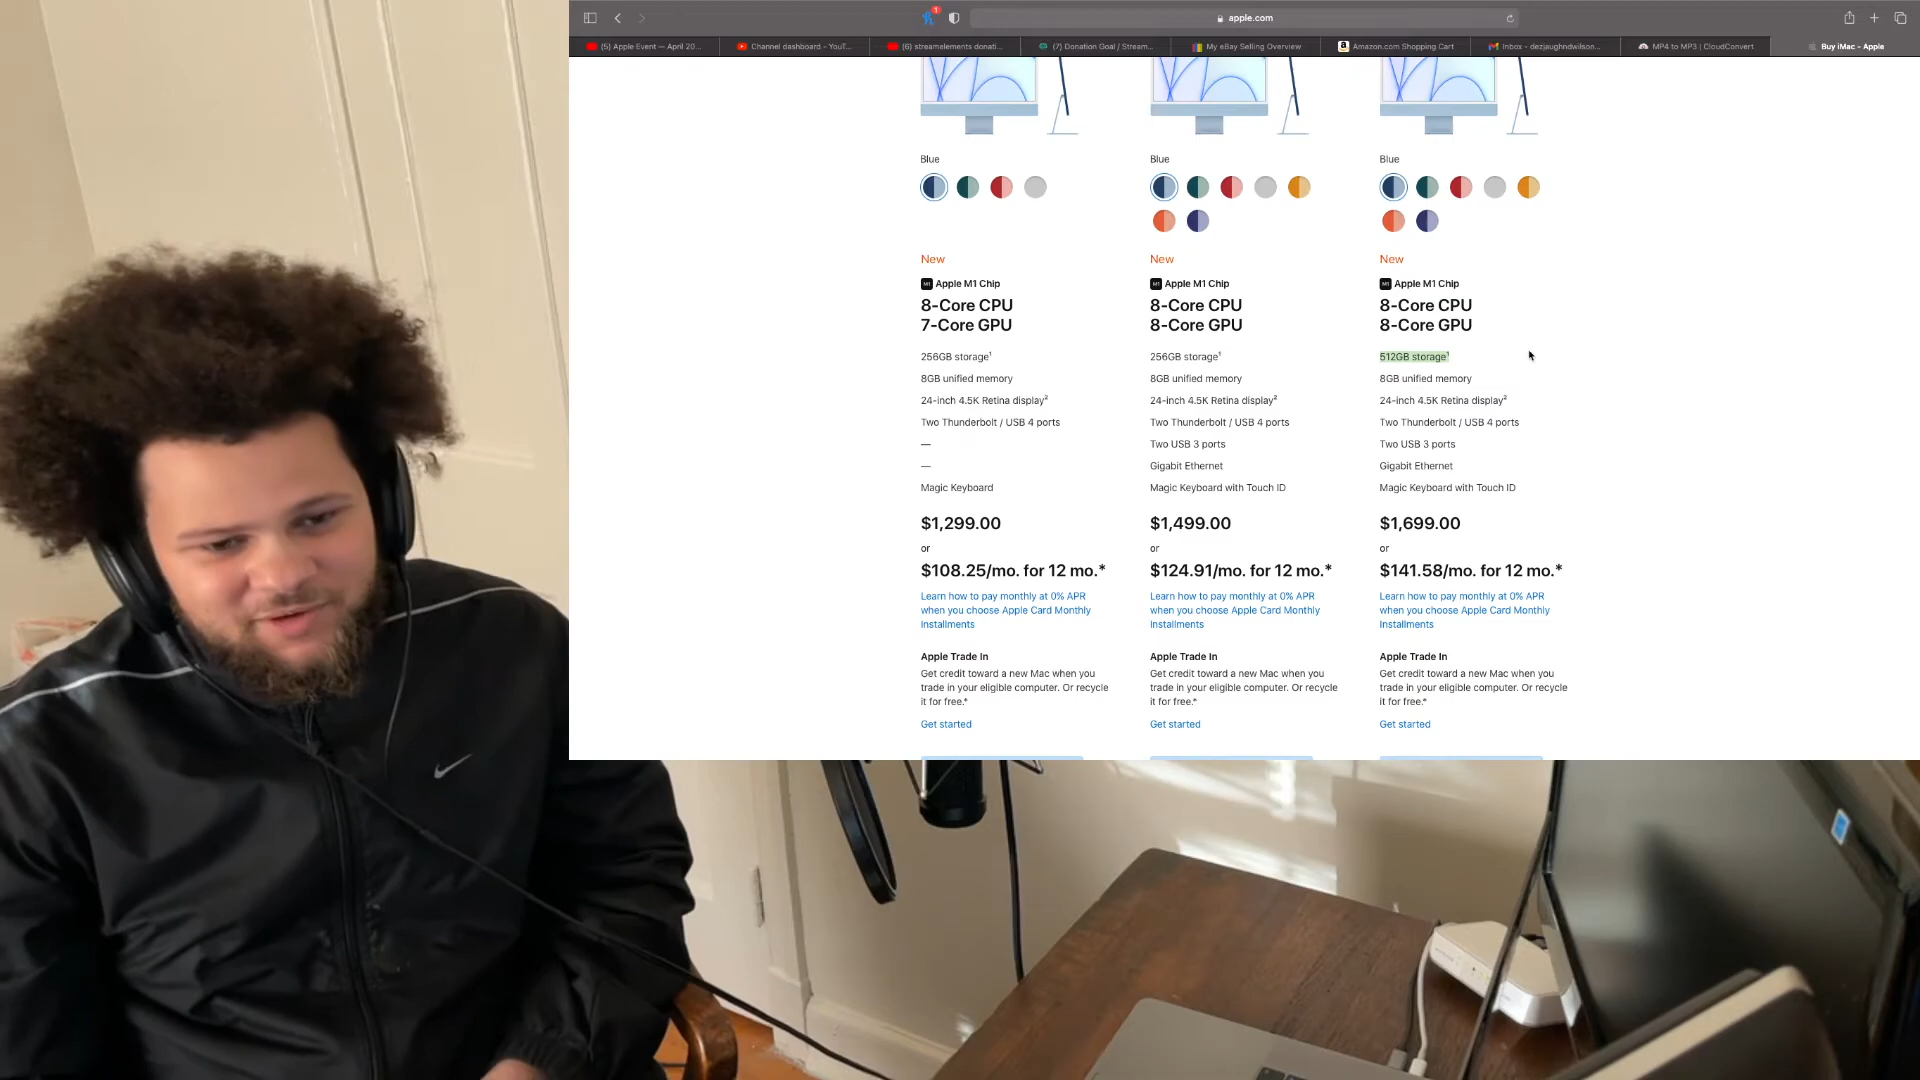 apple.com
(5) Apple Event — April 20...
Channel dashboard - YouT...
(6) streamelements donati...
(7) Donation Goal / Stream...
My eBay Selling Overview
Amazon.com Shopping Cart
Inbox - dezjaughndwilson...
MP4 to MP3 | CloudConvert
Buy iMac - Apple
Blue
Blue
Blue
New
New
New
Apple M1 Chip
8-Core CPU
7-Core GPU
256GB storage¹
8GB unified memory
24-inch 4.5K Retina display²
Two Thunderbolt / USB 4 ports
—
—
Magic Keyboard
$1,299.00
or
$108.25/mo. for 12 mo.*
Learn how to pay monthly at 0% APR
when you choose Apple Card Monthly
Installments
Apple Trade In
Get credit toward a new Mac when you
trade in your eligible computer. Or recycle
it for free.*
Get started
Apple M1 Chip
8-Core CPU
8-Core GPU
256GB storage¹
8GB unified memory
24-inch 4.5K Retina display²
Two Thunderbolt / USB 4 ports
Two USB 3 ports
Gigabit Ethernet
Magic Keyboard with Touch ID
$1,499.00
or
$124.91/mo. for 12 mo.*
Learn how to pay monthly at 0% APR
when you choose Apple Card Monthly
Installments
Apple Trade In
Get credit toward a new Mac when you
trade in your eligible computer. Or recycle
it for free.*
Get started
Apple M1 Chip
8-Core CPU
8-Core GPU
512GB storage¹
8GB unified memory
24-inch 4.5K Retina display²
Two Thunderbolt / USB 4 ports
Two USB 3 ports
Gigabit Ethernet
Magic Keyboard with Touch ID
$1,699.00
or
$141.58/mo. for 12 mo.*
Learn how to pay monthly at 0% APR
when you choose Apple Card Monthly
Installments
Apple Trade In
Get credit toward a new Mac when you
trade in your eligible computer. Or recycle
it for free.*
Get started